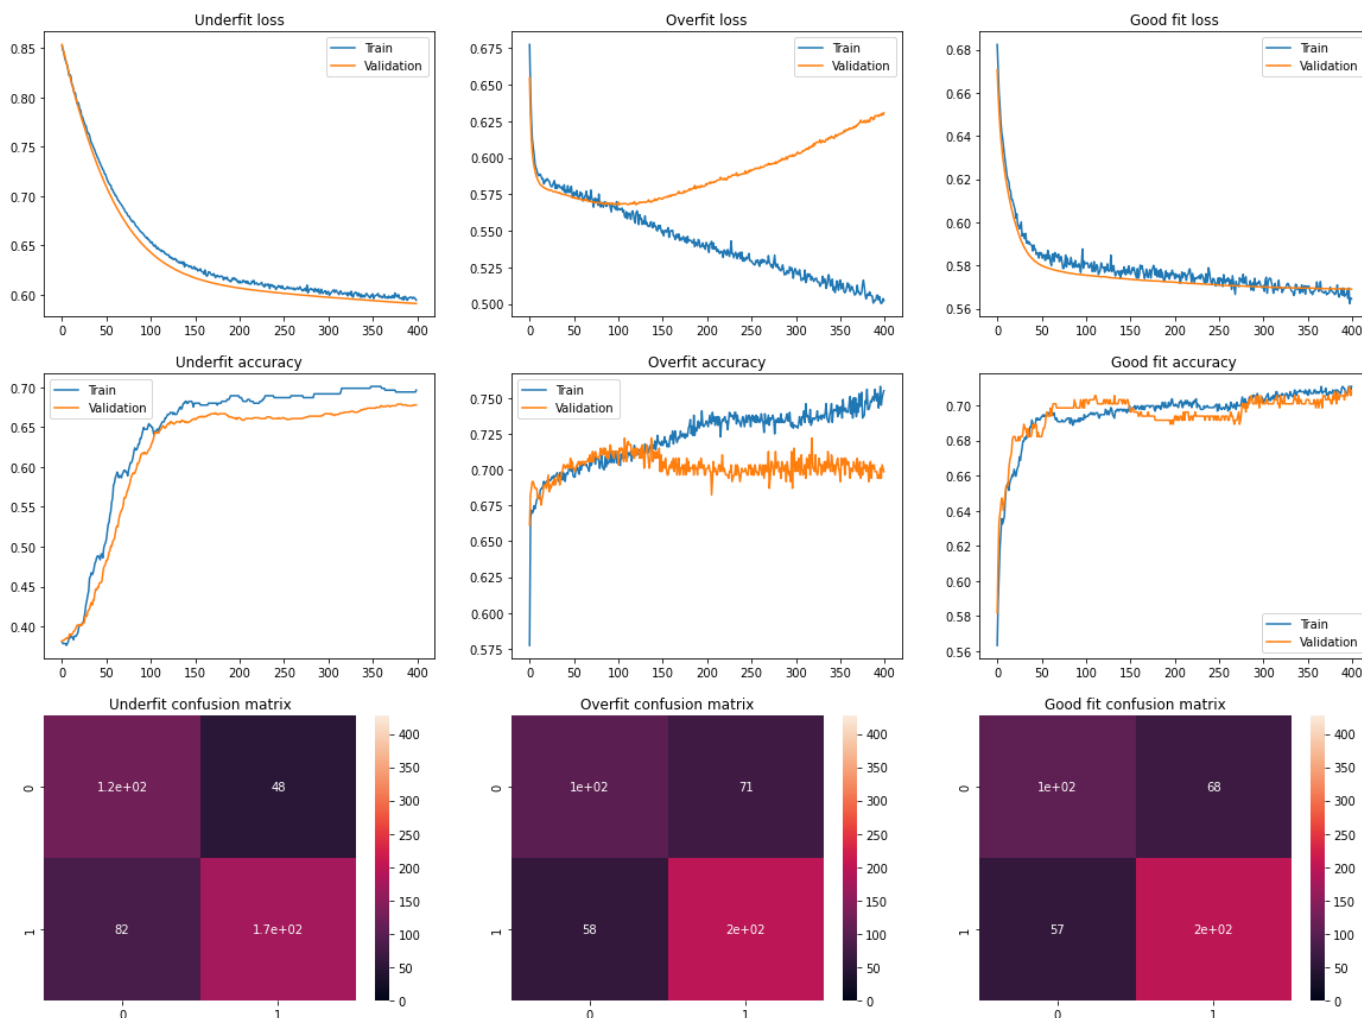 Underfit loss
Train
Validation
0.85
0.80
0.75
0.70
0.65
0.60
0 50 100 150 200 250 300 350 400
Overfit loss
Train
Validation
0.675
0.650
0.625
0.600
0.575
0.550
0.525
0.500
0 50 100 150 200 250 300 350 400
Good fit loss
Train
Validation
0.68
0.66
0.64
0.62
0.60
0.58
0.56
0 50 100 150 200 250 300 350 400
Underfit accuracy
Train
Validation
0.70
0.65
0.60
0.55
0.50
0.45
0.40
0 50 100 150 200 250 300 350 400
Overfit accuracy
Train
Validation
0.750
0.725
0.700
0.675
0.650
0.625
0.600
0.575
0 50 100 150 200 250 300 350 400
Good fit accuracy
0.70
0.68
0.66
0.64
0.62
0.60
0.58
0.56
Train
Validation
0 50 100 150 200 250 300 350 400
Underfit confusion matrix
0
1.2e+02 48
1
82 1.7e+02
0 1
400
350
300
250
200
150
100
50
0
Overfit confusion matrix
0
1e+02 71
1
58 2e+02
0 1
400
350
300
250
200
150
100
50
0
Good fit confusion matrix
0
1e+02 68
1
57 2e+02
0 1
400
350
300
250
200
150
100
50
0